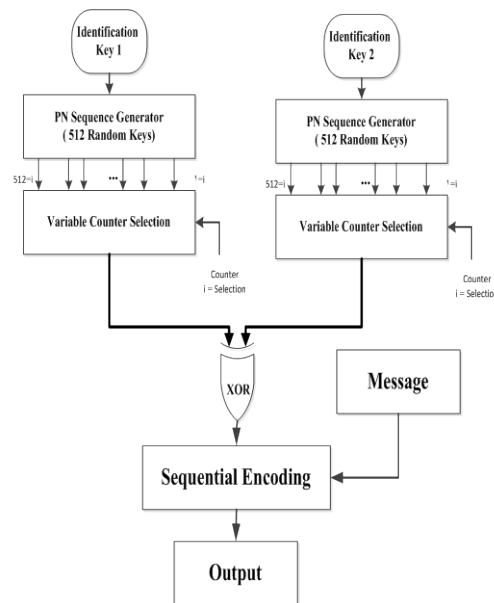 Identification
Key 1
Identification
Key 2
PN Sequence Generator
( 512 Random Keys)
PN Sequence Generator
( 512 Random Keys)
512=i
...
¹=i
512=i
...
¹=i
Variable Counter Selection
Variable Counter Selection
Counter
i = Selection
Counter
i = Selectio
XOR
Message
Sequential Encoding
Output